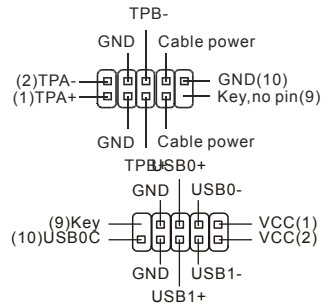 TPB-
GND Cable power
(2)TPA- GND(10)
(1)TPA+ Key,no pin(9)
GND Cable power
TPB+ USB0+
GND USB0-
(9)Key VCC(1)
(10)USB0C VCC(2)
GND USB1-
USB1+